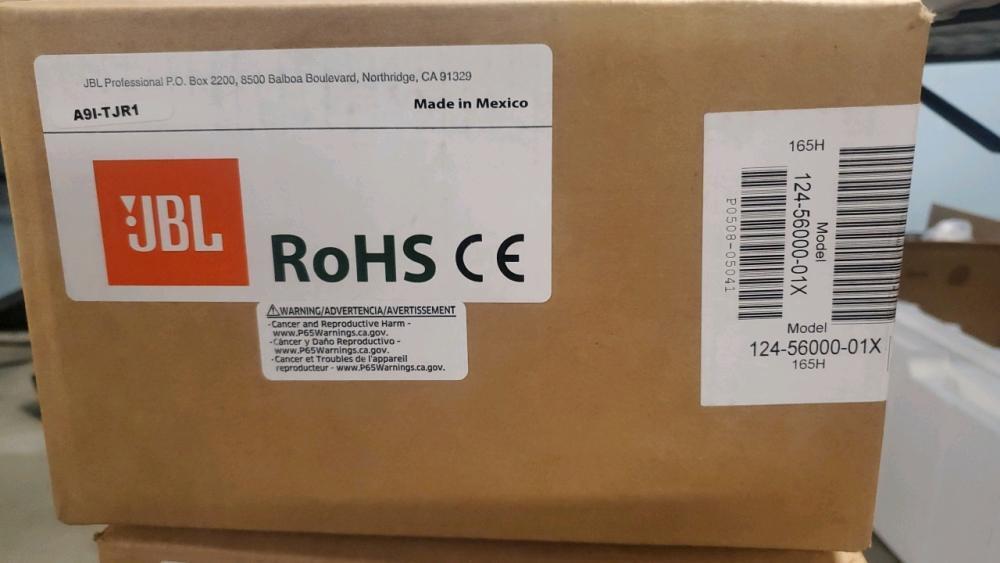 JBL Professional P.O. Box 2200, 8500 Balboa Boulevard, Northridge, CA 91329
A9I-TJR1
Made in Mexico
JBL
RoHS CE
WARNING/ADVERTENCIA/AVERTISSEMENT
-Cancer and Reproductive Harm -
www.P65Warnings.ca.gov.
-Cáncer y Daño Reproductivo -
www.P65Warnings.ca.gov.
-Cancer et Troubles de l'appareil
reproducteur - www.P65Warnings.ca.gov.
165H
Model
124-56000-01X
P0508-05041
Model
124-56000-01X
165H